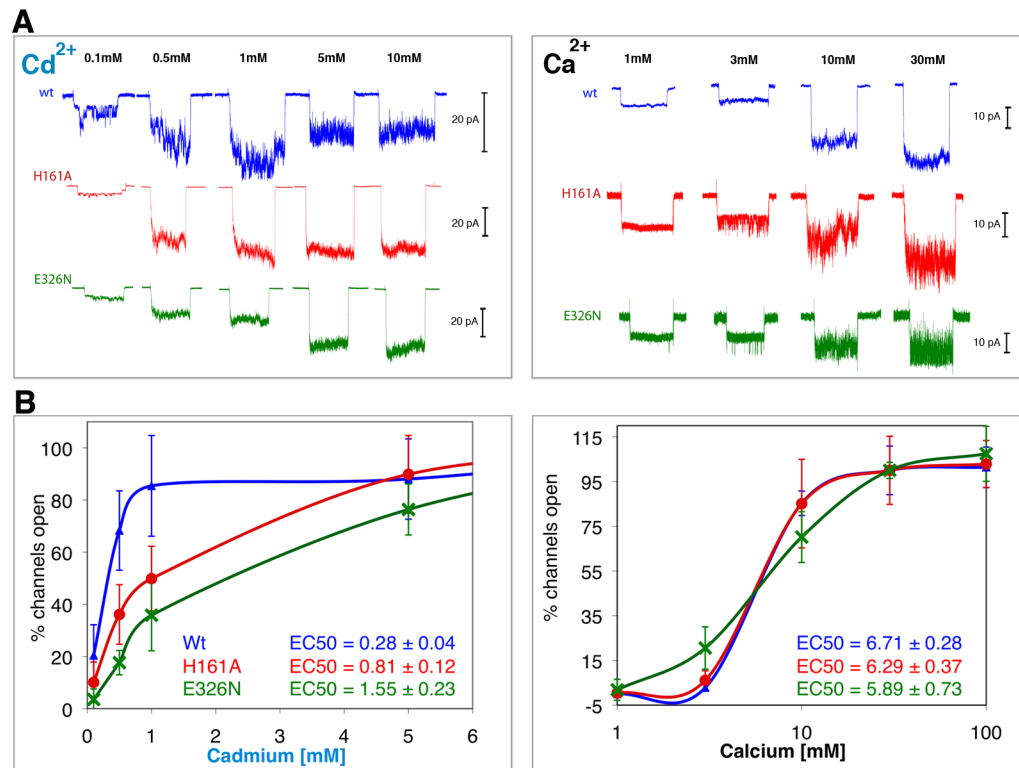 A
Cd2+ 0.1mM 0.5mM 1mM 5mM 10mM
wt
20 pA
H161A
20 pA
E326N
20 pA
Ca2+ 1mM 3mM 10mM 30mM
wt
10 pA
H161A
10 pA
E326N
10 pA
B
% channels open
100
80
60
40
20
0
0 1 2 3 4 5 6
Cadmium [mM]
Wt EC50 = 0.28 ± 0.04
H161A EC50 = 0.81 ± 0.12
E326N EC50 = 1.55 ± 0.23
% channels open
115
95
75
55
35
15
-5
1 10 100
Calcium [mM]
EC50 = 6.71 ± 0.28
EC50 = 6.29 ± 0.37
EC50 = 5.89 ± 0.73